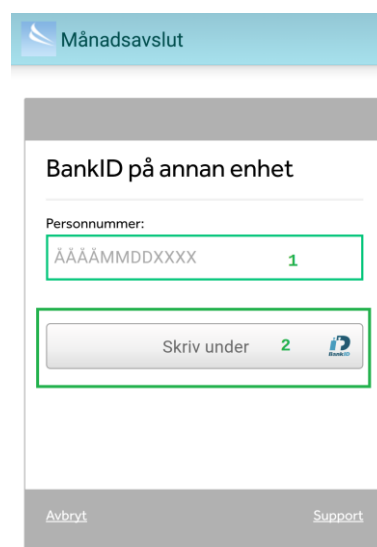 Månadsavslut
BankID på annan enhet
Personnummer:
ÅÅÅÅMMDDXXXX 1
Skriv under 2 BankID
Avbryt Support